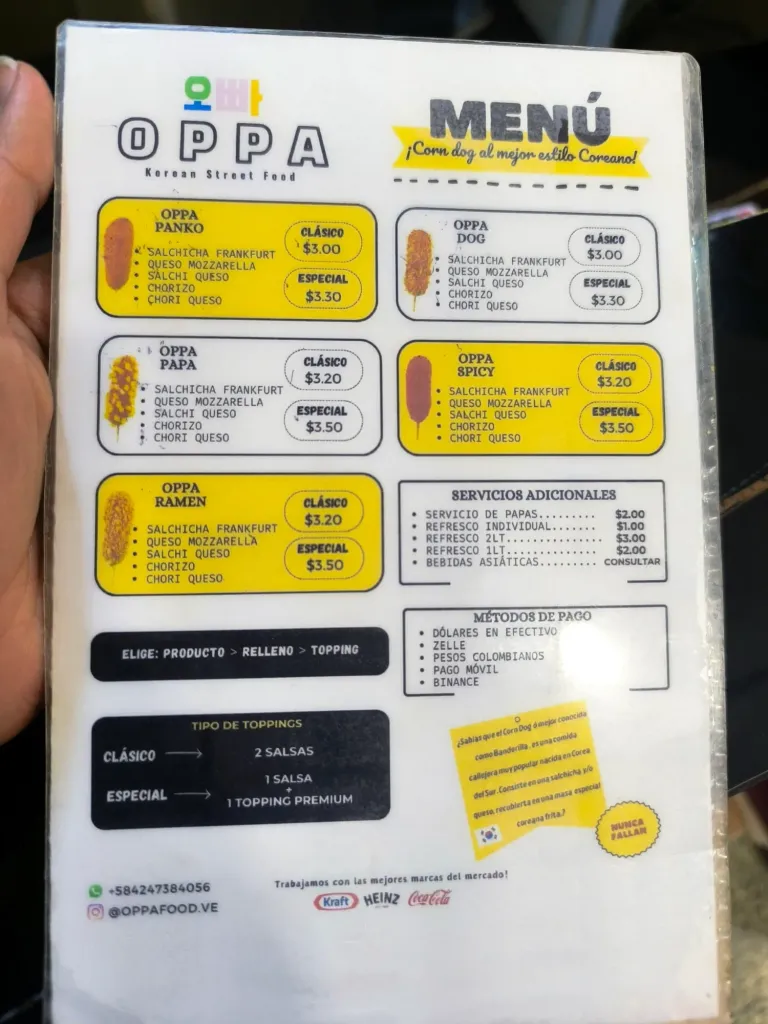 오빠
OPPA
Korean Street Food
MENÚ
¡Corn dog al mejor estilo Coreano!
OPPA
PANKO
• SALCHICHA FRANKFURT
• QUESO MOZZARELLA
• SALCHI QUESO
• CHORIZO
• CHORI QUESO
CLÁSICO
$3.00
ESPECIAL
$3.30
OPPA
DOG
• SALCHICHA FRANKFURT
• QUESO MOZZARELLA
• SALCHI QUESO
• CHORIZO
• CHORI QUESO
CLÁSICO
$3.00
ESPECIAL
$3.30
OPPA
PAPA
• SALCHICHA FRANKFURT
• QUESO MOZZARELLA
• SALCHI QUESO
• CHORIZO
• CHORI QUESO
CLÁSICO
$3.20
ESPECIAL
$3.50
OPPA
SPICY
• SALCHICHA FRANKFURT
• QUESO MOZZARELLA
• SALCHI QUESO
• CHORIZO
• CHORI QUESO
CLÁSICO
$3.20
ESPECIAL
$3.50
OPPA
RAMEN
• SALCHICHA FRANKFURT
• QUESO MOZZARELLA
• SALCHI QUESO
• CHORIZO
• CHORI QUESO
CLÁSICO
$3.20
ESPECIAL
$3.50
SERVICIOS ADICIONALES
• SERVICIO DE PAPAS......... $2.00
• REFRESCO INDIVIDUAL....... $1.00
• REFRESCO 2LT.............. $3.00
• REFRESCO 1LT.............. $2.00
• BEBIDAS ASIÁTICAS......... CONSULTAR
MÉTODOS DE PAGO
• DÓLARES EN EFECTIVO
• ZELLE
• PESOS COLOMBIANOS
• PAGO MÓVIL
• BINANCE
ELIGE: PRODUCTO > RELLENO > TOPPING
TIPO DE TOPPINGS
CLÁSICO → 2 SALSAS
ESPECIAL → 1 SALSA
+
1 TOPPING PREMIUM
¿Sabías que el Corn Dog ó mejor conocida
como Banderilla, es una comida
callejera muy popular nacida en Corea
del Sur. Consiste en una salchicha y/o
queso, recubierta en una masa especial
coreana frita.?
NUNCA
FALLAR
+584247384056
@OPPAFOOD.VE
Trabajamos con las mejores marcas del mercado!
Kraft HEINZ Coca-Cola